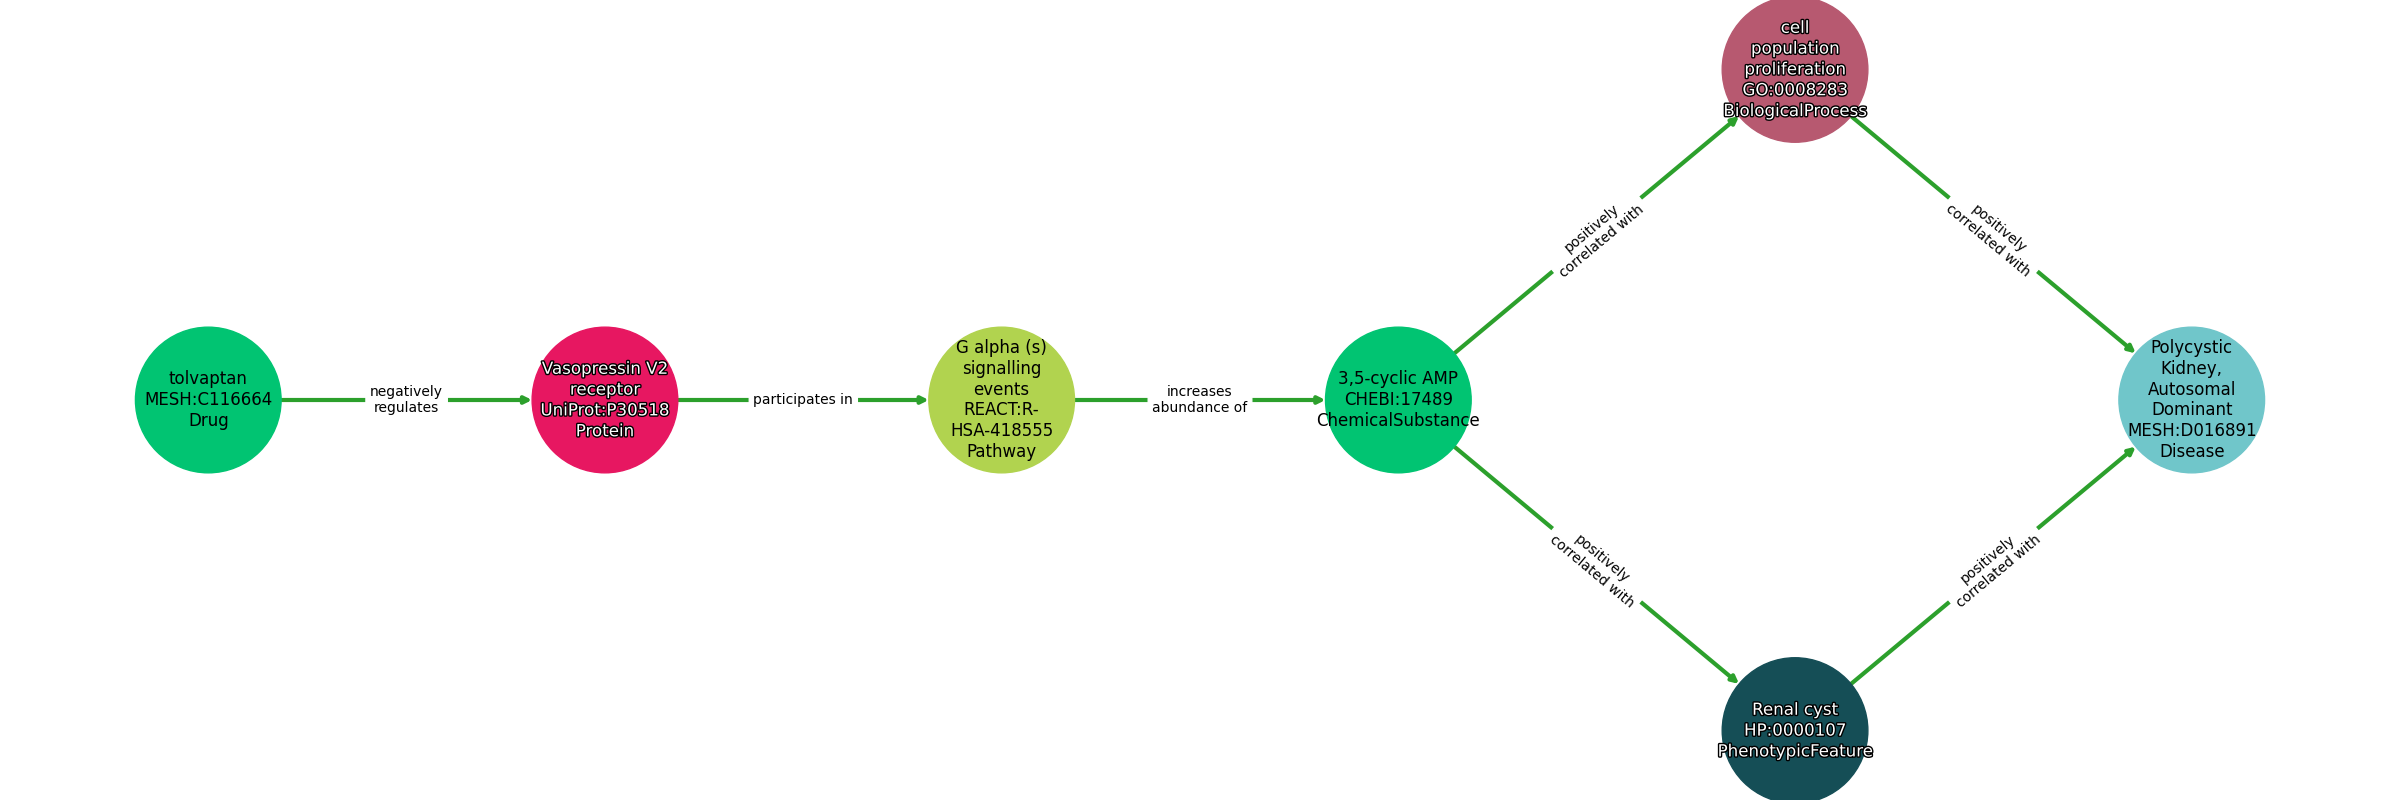 tolvaptan
MESH:C116664
Drug
negatively
regulates
Vasopressin V2
receptor
UniProt:P30518
Protein
participates in
G alpha (s)
signalling
events
REACT:R-
HSA-418555
Pathway
increases
abundance of
3,5-cyclic AMP
CHEBI:17489
ChemicalSubstance
positively
correlated with
cell
population
proliferation
GO:0008283
BiologicalProcess
positively
correlated with
positively
correlated with
Renal cyst
HP:0000107
PhenotypicFeature
positively
correlated with
Polycystic
Kidney,
Autosomal
Dominant
MESH:D016891
Disease